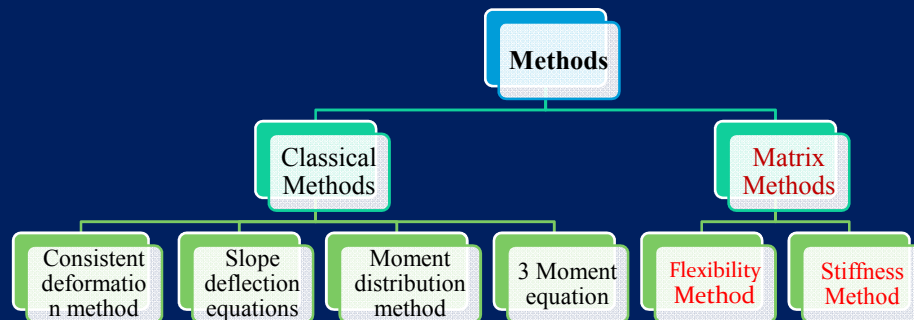 Methods
Classical
Methods
Matrix
Methods
Consistent
deformatio
n method
Slope
deflection
equations
Moment
distribution
method
3 Moment
equation
Flexibility
Method
Stiffness
Method